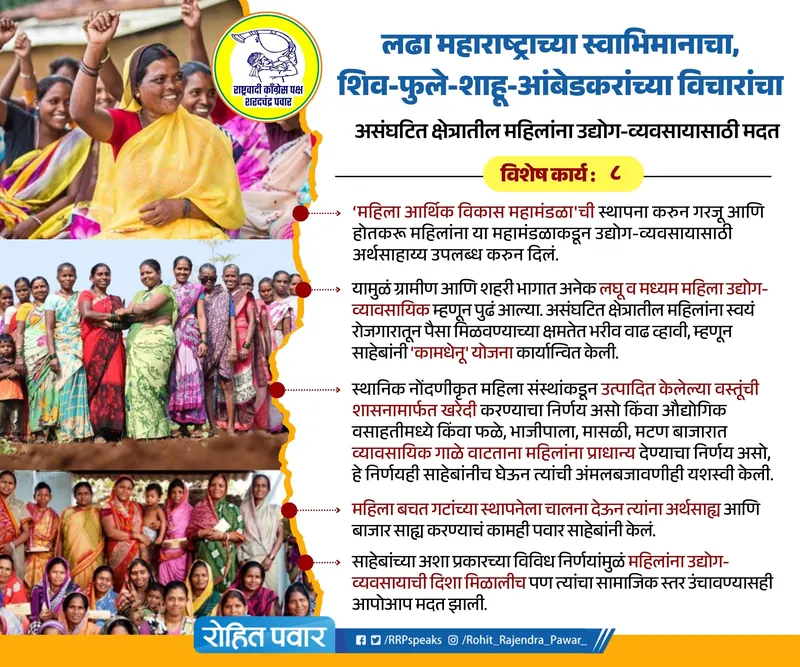 राष्ट्रवादी काँग्रेस पक्ष
शरदचंद्र पवार
लढा महाराष्ट्राच्या स्वाभिमानाचा,
शिव-फुले-शाहू-आंबेडकरांच्या विचारांचा
असंघटित क्षेत्रातील महिलांना उद्योग-व्यवसायासाठी मदत
विशेष कार्य : ८
'महिला आर्थिक विकास महामंडळा'ची स्थापना करुन गरजू आणि
होतकरू महिलांना या महामंडळाकडून उद्योग-व्यवसायासाठी
अर्थसाहाय्य उपलब्ध करुन दिलं.
यामुळं ग्रामीण आणि शहरी भागात अनेक लघू व मध्यम महिला उद्योग-
व्यावसायिक म्हणून पुढं आल्या. असंघटित क्षेत्रातील महिलांना स्वयं
रोजगारातून पैसा मिळवण्याच्या क्षमतेत भरीव वाढ व्हावी, म्हणून
साहेबांनी 'कामधेनू' योजना कार्यान्वित केली.
स्थानिक नोंदणीकृत महिला संस्थांकडून उत्पादित केलेल्या वस्तूंची
शासनामार्फत खरेदी करण्याचा निर्णय असो किंवा औद्योगिक
वसाहतीमध्ये किंवा फळे, भाजीपाला, मासळी, मटण बाजारात
व्यावसायिक गाळे वाटताना महिलांना प्राधान्य देण्याचा निर्णय असो,
हे निर्णयही साहेबांनीच घेऊन त्यांची अंमलबजावणीही यशस्वी केली.
महिला बचत गटांच्या स्थापनेला चालना देऊन त्यांना अर्थसाह्य आणि
बाजार साह्य करण्याचं कामही पवार साहेबांनी केलं.
साहेबांच्या अशा प्रकारच्या विविध निर्णयांमुळं महिलांना उद्योग-
व्यवसायाची दिशा मिळालीच पण त्यांचा सामाजिक स्तर उंचावण्यासही
आपोआप मदत झाली.
रोहित पवार
/RRPspeaks /Rohit_Rajendra_Pawar_